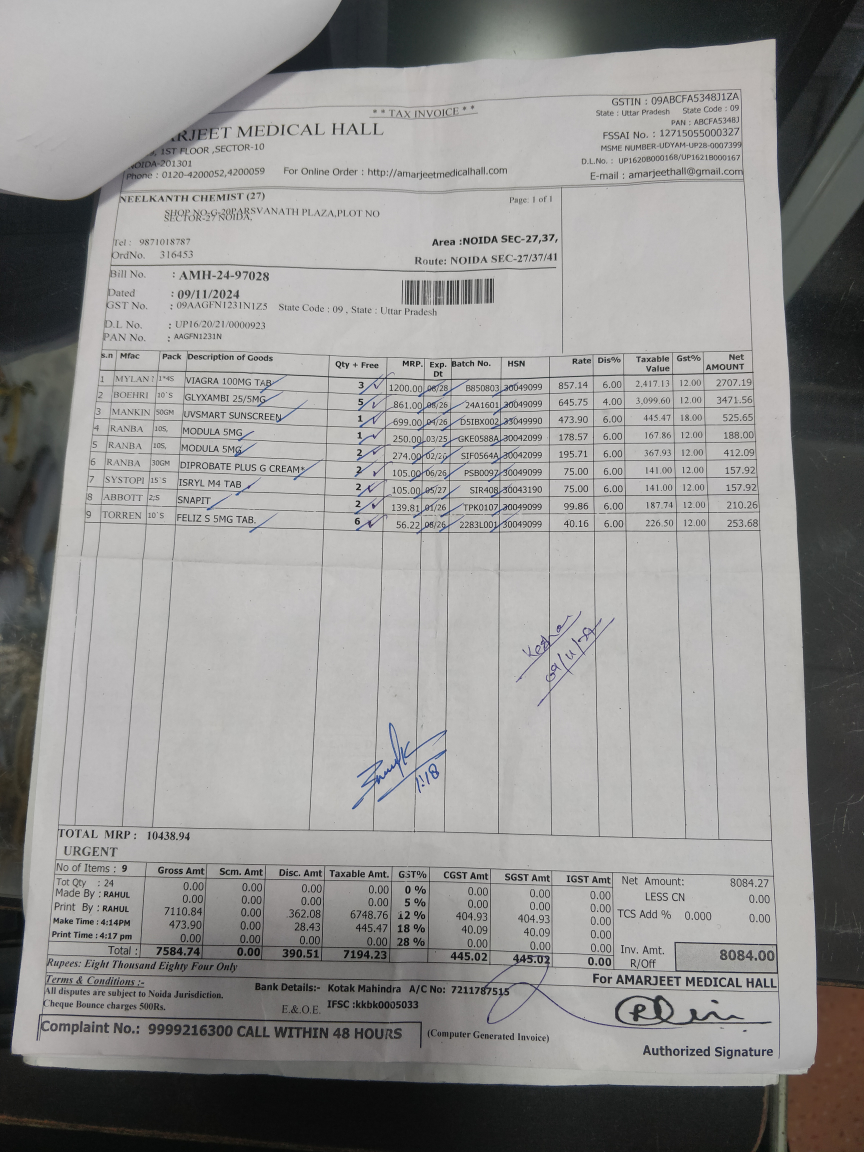 * * TAX INVOICE * *
GSTIN : 09ABCFA5348J1ZA
State : Uttar Pradesh State Code : 09
PAN : ABCFA5348J
FSSAI No. : 12715055000327
MSME NUMBER-UDYAM-UP28-0007399
D.L.No. : UP1620B000168/UP1621B000167
E-mail : amarjeethall@gmail.com
ARJEET MEDICAL HALL
, 1ST FLOOR ,SECTOR-10
NOIDA-201301
Phone : 0120-4200052,4200059 For Online Order : http://amarjeetmedicalhall.com
NEELKANTH CHEMIST (27) Page: 1 of 1
SHOP NO-G-20PARSVANATH PLAZA,PLOT NO
SECTOR-27 NOIDA,
Tel : 9871018787 Area :NOIDA SEC-27,37,
OrdNo. 316453 Route: NOIDA SEC-27/37/41
Bill No. : AMH-24-97028
Dated : 09/11/2024
GST No. : 09AAGFN1231N1Z5 State Code : 09 , State : Uttar Pradesh
D.L No. : UP16/20/21/0000923
PAN No. : AAGFN1231N
s.n Mfac Pack Description of Goods Qty + Free MRP. Exp. Dt Batch No. HSN Rate Dis% Taxable Value Gst% Net AMOUNT
1 MYLAN 1*4S VIAGRA 100MG TAB 3 1200.00 08/28 B850803 30049099 857.14 6.00 2,417.13 12.00 2707.19
2 BOEHRI 10`S GLYXAMBI 25/5MG 5 861.00 08/26 24A1601 30049099 645.75 4.00 3,099.60 12.00 3471.56
3 MANKIN 50GM UVSMART SUNSCREEN 1 699.00 04/26 D5IBX002 33049990 473.90 6.00 445.47 18.00 525.65
4 RANBA 10S, MODULA 5MG 1 250.00 03/25 GKE0588A 30042099 178.57 6.00 167.86 12.00 188.00
5 RANBA 10S, MODULA 5MG 2 274.00 02/26 SIF0564A 30049099 195.71 6.00 367.93 12.00 412.09
6 RANBA 30GM DIPROBATE PLUS G CREAM* 2 105.00 06/26 PSB0097 30049099 75.00 6.00 141.00 12.00 157.92
7 SYSTOPI 15`S ISRYL M4 TAB 2 105.00 05/27 SIR408 30043190 75.00 6.00 141.00 12.00 157.92
8 ABBOTT 2;S SNAPIT 2 139.81 01/26 TPK0107 30049099 99.86 6.00 187.74 12.00 210.26
9 TORREN 10`S FELIZ S 5MG TAB. 6 56.22 08/26 2283L001 30049099 40.16 6.00 226.50 12.00 253.68
09/11/24
1:18
TOTAL MRP : 10438.94
URGENT
No of Items : 9 Gross Amt Scm. Amt Disc. Amt Taxable Amt. GST% CGST Amt SGST Amt IGST Amt Net Amount: 8084.27
Tot Qty : 24 0.00 0.00 0.00 0.00 0 % 0.00 0.00 0.00 LESS CN 0.00
Made By : RAHUL 0.00 0.00 0.00 0.00 5 % 0.00 0.00 0.00
Print By : RAHUL 7110.84 0.00 362.08 6748.76 12 % 404.93 404.93 0.00 TCS Add % 0.000 0.00
Make Time : 4:14PM 473.90 0.00 28.43 445.47 18 % 40.09 40.09 0.00
Print Time : 4:17 pm 0.00 0.00 0.00 0.00 28 % 0.00 0.00 0.00
Total : 7584.74 0.00 390.51 7194.23 445.02 445.02 0.00 Inv. Amt. R/Off 8084.00
Rupees: Eight Thousand Eighty Four Only
Terms & Conditions :-
All disputes are subject to Noida Jurisdiction.
Cheque Bounce charges 500Rs.
E.& O.E.
Bank Details:- Kotak Mahindra A/C No: 7211787515
IFSC :kkbk0005033
For AMARJEET MEDICAL HALL
Complaint No.: 9999216300 CALL WITHIN 48 HOURS
(Computer Generated Invoice)
Authorized Signature